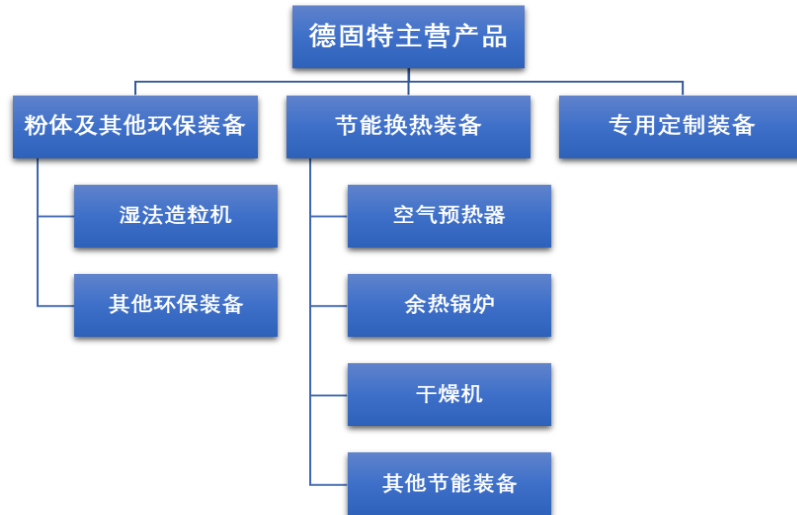 德固特主营产品
粉体及其他环保装备
节能换热装备
专用定制装备
湿法造粒机
空气预热器
其他环保装备
余热锅炉
干燥机
其他节能装备